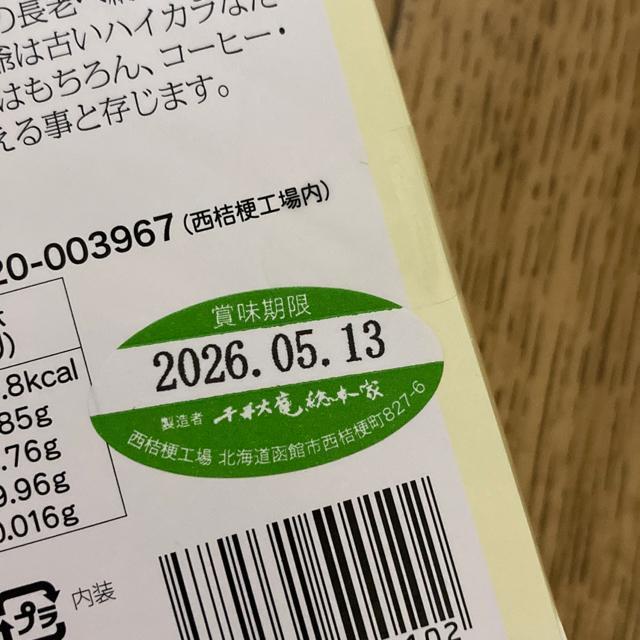 の長老・
爺は古いハイカラな
はもちろん、コーヒー・
える事と存じます。
20-003967(西桔梗工場内)
.8kcal
85g
.76g
9.96g
0.016g
賞味期限
2026.05.13
製造者 千秋庵総本家
西桔梗工場 北海道函館市西桔梗町827-6
プラ 内装
102